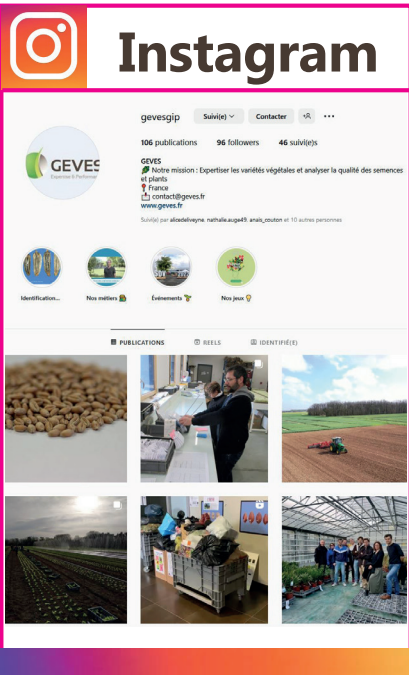 Instagram
gevesgip Suivi(e) Contacter
106 publications 96 followers 46 suivi(e)s
GEVES
Notre mission : Expertiser les variétés végétales et analyser la qualité des semences
et plants
France
contact@geves.fr
www.geves.fr
Suivi(e) par alicedelveyne, nathalie.auge49, anais_couton et 10 autres personnes
GEVES
Identification... Nos métiers Événements Nos jeux
PUBLICATIONS REELS IDENTIFIÉ(E)